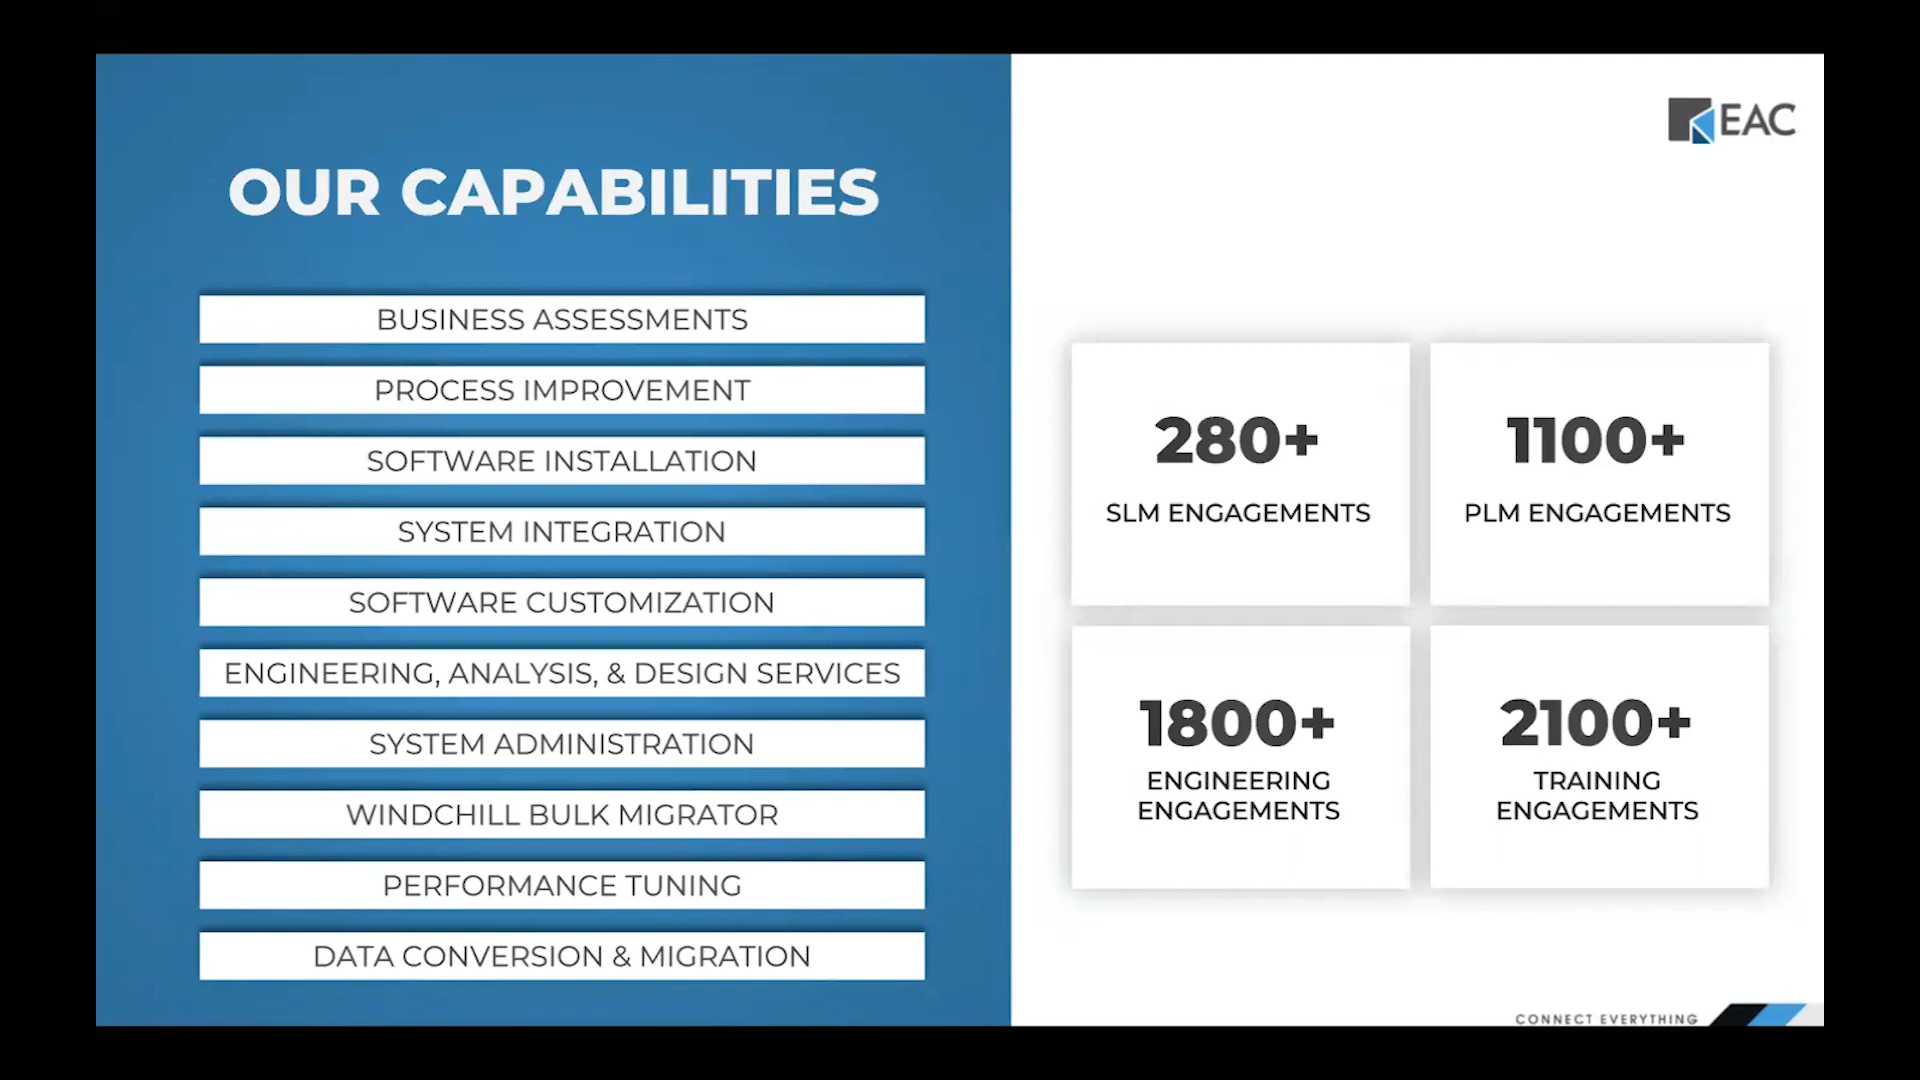 OUR CAPABILITIES
BUSINESS ASSESSMENTS
PROCESS IMPROVEMENT
SOFTWARE INSTALLATION
SYSTEM INTEGRATION
SOFTWARE CUSTOMIZATION
ENGINEERING, ANALYSIS, & DESIGN SERVICES
SYSTEM ADMINISTRATION
WINDCHILL BULK MIGRATOR
PERFORMANCE TUNING
DATA CONVERSION & MIGRATION
EAC
280+
SLM ENGAGEMENTS
1100+
PLM ENGAGEMENTS
1800+
ENGINEERING
ENGAGEMENTS
2100+
TRAINING
ENGAGEMENTS
CONNECT EVERYTHING